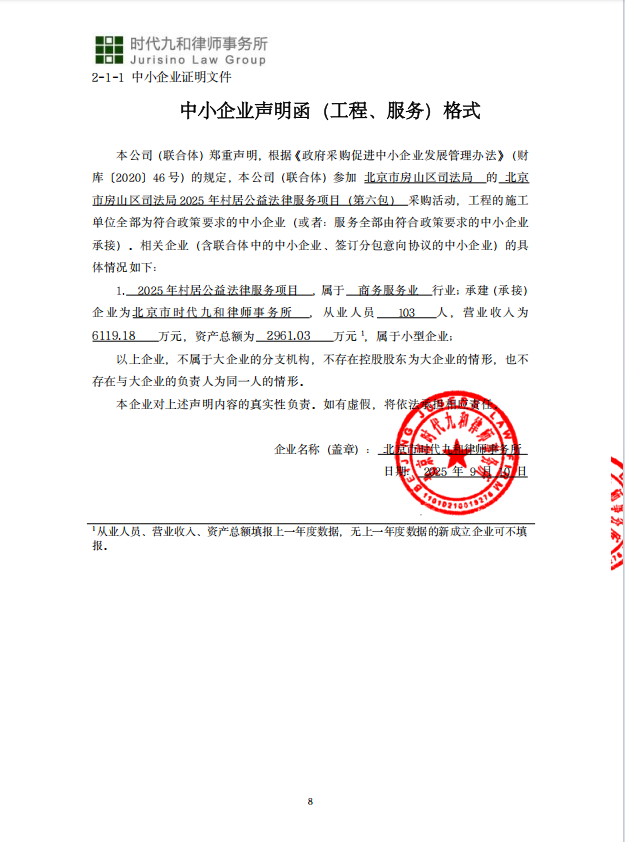 时代九和律师事务所
Jurisino Law Group
2-1-1 中小企业证明文件
中小企业声明函（工程、服务）格式
本公司（联合体）郑重声明，根据《政府采购促进中小企业发展管理办法》（财
库〔2020〕46 号）的规定，本公司（联合体）参加 北京市房山区司法局 的 北京
市房山区司法局 2025 年村居公益法律服务项目（第六包） 采购活动，工程的施工
单位全部为符合政策要求的中小企业（或者：服务全部由符合政策要求的中小企业
承接）．相关企业（含联合体中的中小企业、签订分包意向协议的中小企业）的具
体情况如下：
1. 2025 年村居公益法律服务项目 ，属于 商务服务业 行业；承建（承接）
企业为北京市时代九和律师事务所 ，从业人员 103 人，营业收入为
6119.18 万元，资产总额为 2961.03 万元 ¹，属于小型企业；
以上企业，不属于大企业的分支机构，不存在控股股东为大企业的情形，也不
存在与大企业的负责人为同一人的情形．
本企业对上述声明内容的真实性负责．如有虚假，将依法承担相应责任．
企业名称（盖章）： 北京市时代九和律师事务所
日期： 2025 年 9 月 日
BEIJING JURISINO LAW FIRM
¹从业人员、营业收入、资产总额填报上一年度数据，无上一年度数据的新成立企业可不填
报．
8